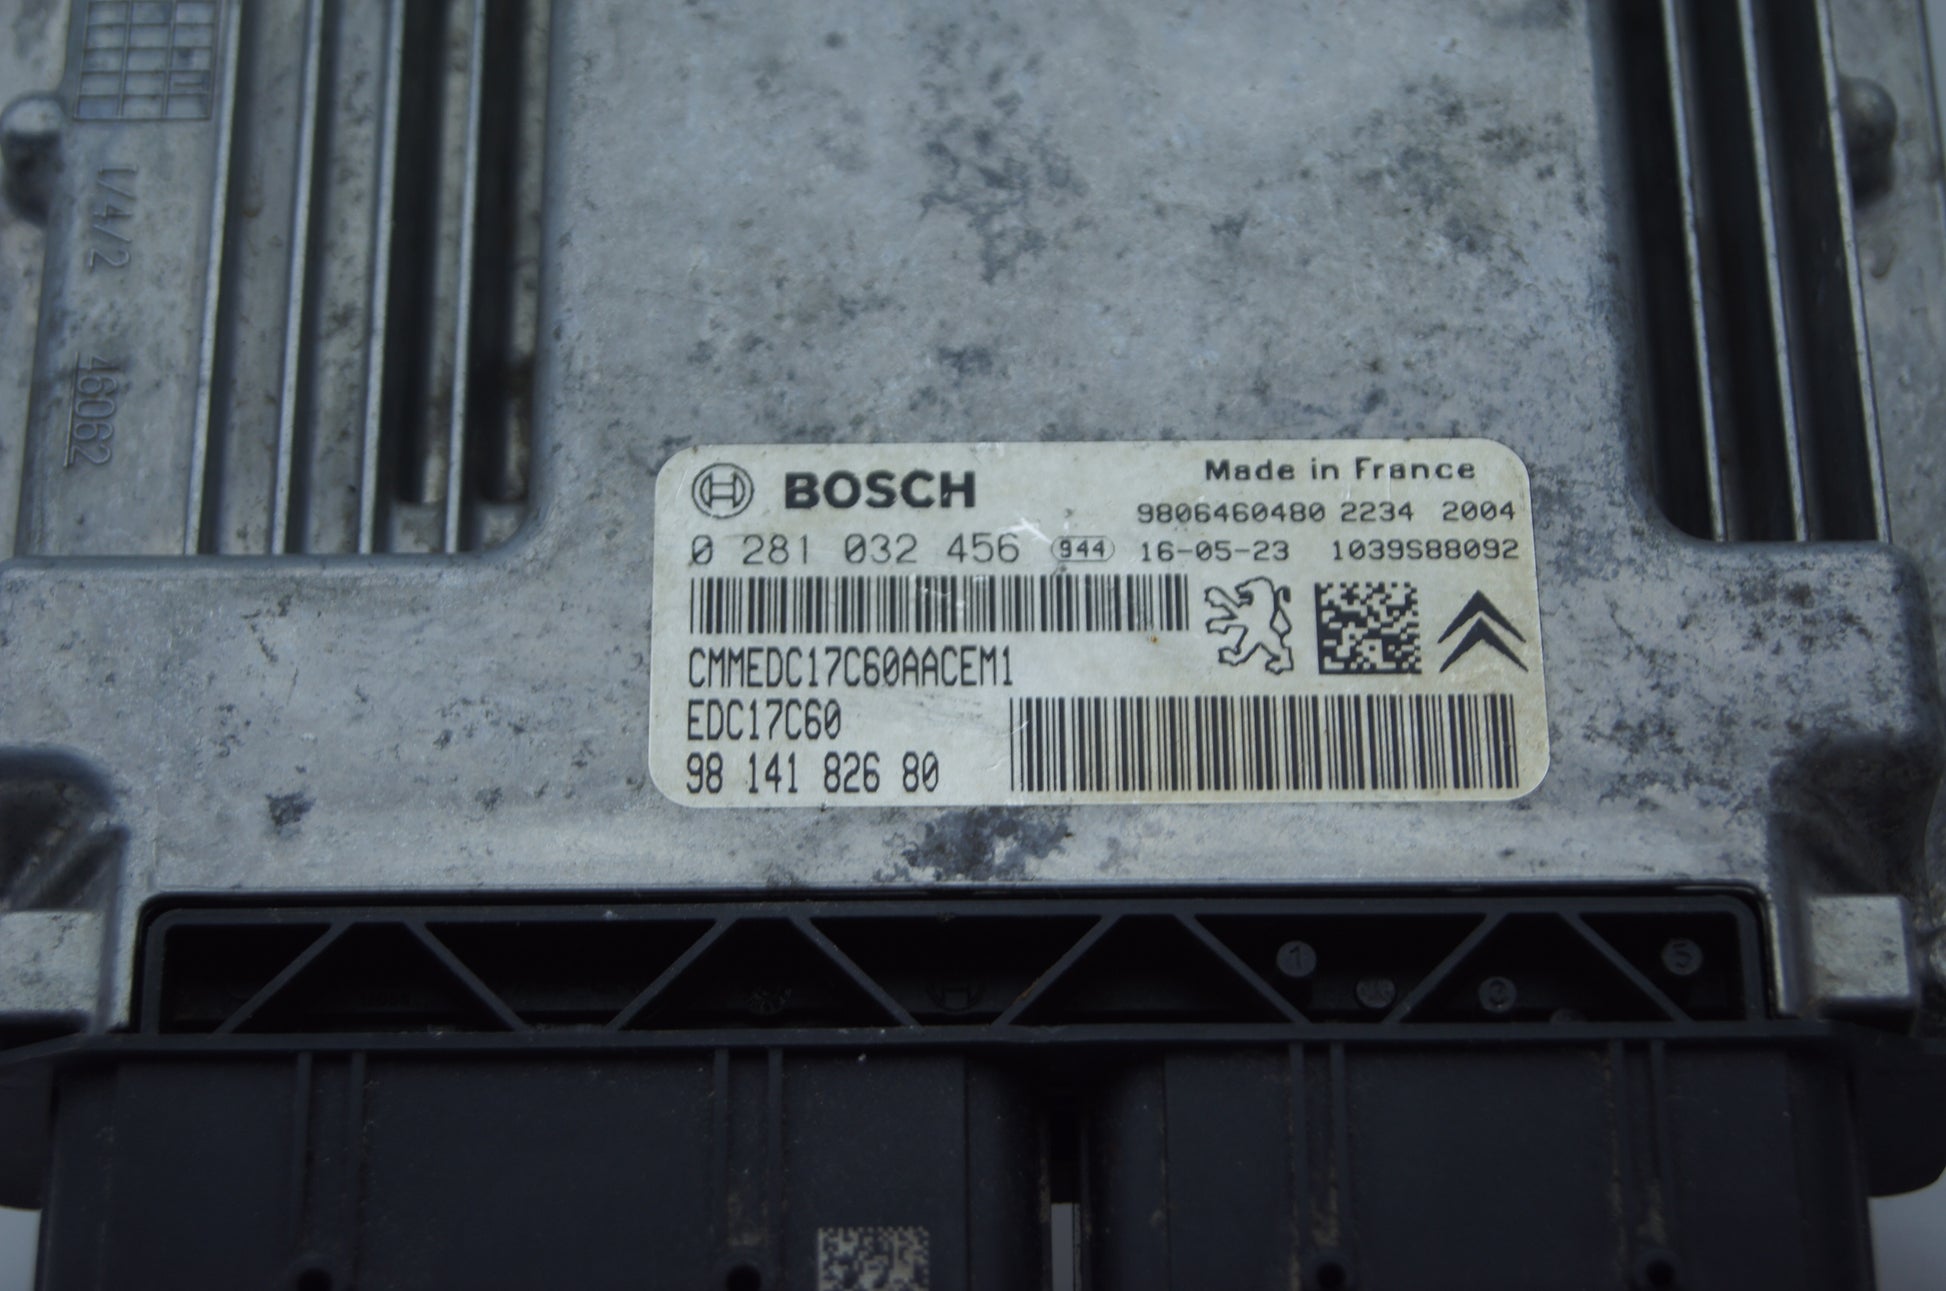 1/4/2 46062
BOSCH
Made in France
9806460480 2234 2004
0 281 032 456 944 16-05-23 1039S88092
CMMEDC17C60AACEM1
EDC17C60
98 141 826 80
1
5